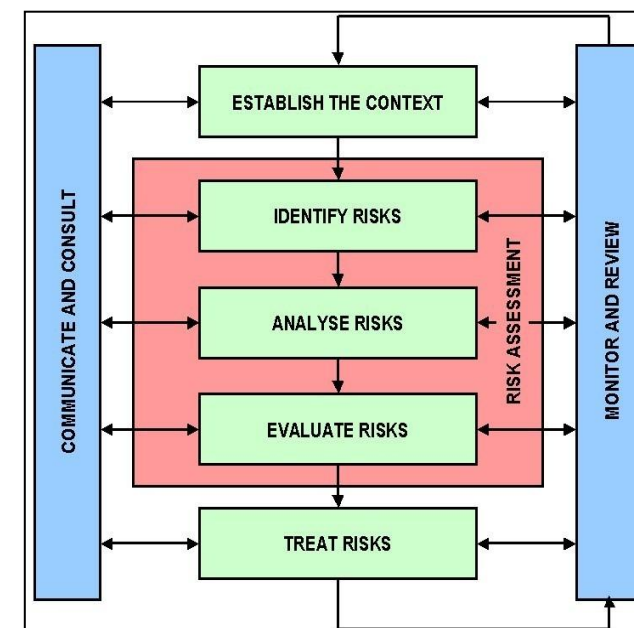 ESTABLISH THE CONTEXT
COMMUNICATE AND CONSULT
IDENTIFY RISKS
ANALYSE RISKS
EVALUATE RISKS
RISK ASSESSMENT
MONITOR AND REVIEW
TREAT RISKS